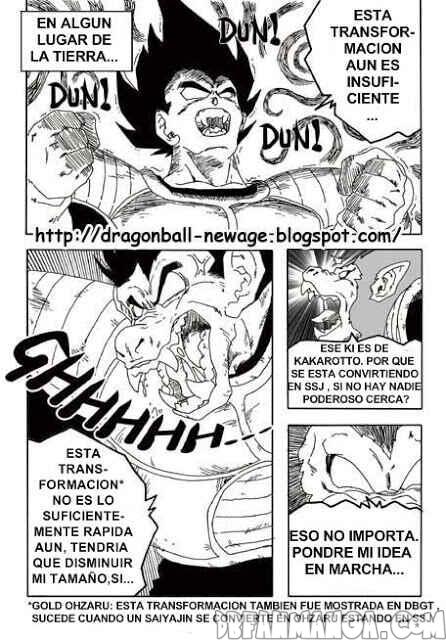 EN ALGUN
LUGAR DE
LA TIERRA...
ESTA
TRANSFOR-
MACION
AUN ES
INSUFI-
CIENTE
...
DUN!
DUN!
DUN!
http://dragonball-newage.blogspot.com/
ESE KI ES DE
KAKAROTTO. POR QUE
SE ESTA CONVIRTIENDO
EN SSJ , SI NO HAY NADIE
PODEROSO CERCA?
GHHHHHH---
ESTA
TRANS-
FORMACION*
NO ES LO
SUFICIENTE-
MENTE RAPIDA
AUN, TENDRIA
QUE DISMINUIR
MI TAMAÑO,SI...
ESO NO IMPORTA.
PONDRE MI IDEA
EN MARCHA...
*GOLD OHZARU: ESTA TRANSFORMACION TAMBIEN FUE MOSTRADA EN DBGT
SUCEDE CUANDO UN SAIYAJIN SE CONVIERTE EN OHZARU ESTANDO EN SSJ
DBFANMANGA.COM